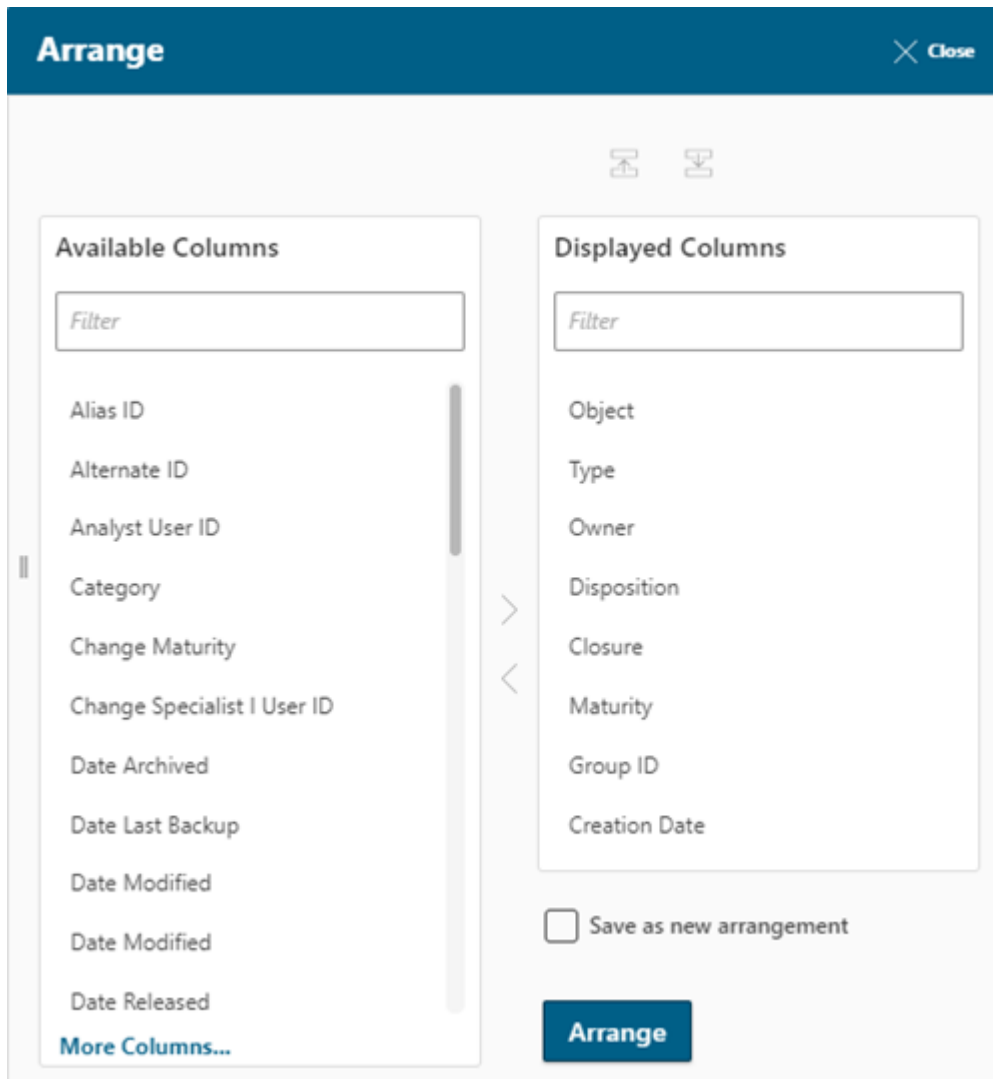 Arrange
Close
Available Columns
Filter
Alias ID
Alternate ID
Analyst User ID
Category
Change Maturity
Change Specialist I User ID
Date Archived
Date Last Backup
Date Modified
Date Modified
Date Released
More Columns...
Displayed Columns
Filter
Object
Type
Owner
Disposition
Closure
Maturity
Group ID
Creation Date
Save as new arrangement
Arrange